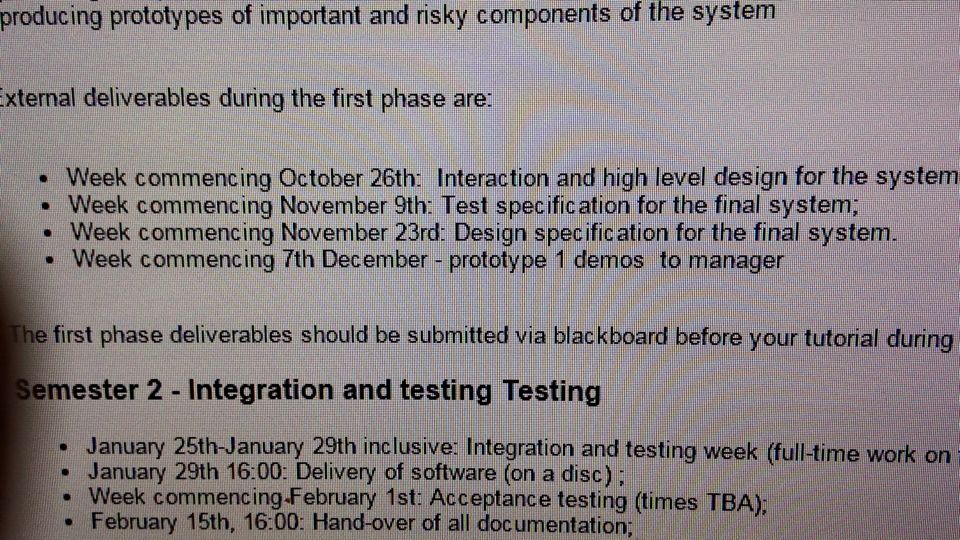 producing prototypes of important and risky components of the system
External deliverables during the first phase are:
• Week commencing October 26th: Interaction and high level design for the system
• Week commencing November 9th: Test specification for the final system;
• Week commencing November 23rd: Design specification for the final system.
• Week commencing 7th December - prototype 1 demos to manager
The first phase deliverables should be submitted via blackboard before your tutorial during
Semester 2 - Integration and testing Testing
• January 25th-January 29th inclusive: Integration and testing week (full-time work on
• January 29th 16:00: Delivery of software (on a disc) ;
• Week commencing February 1st: Acceptance testing (times TBA);
• February 15th, 16:00: Hand-over of all documentation;